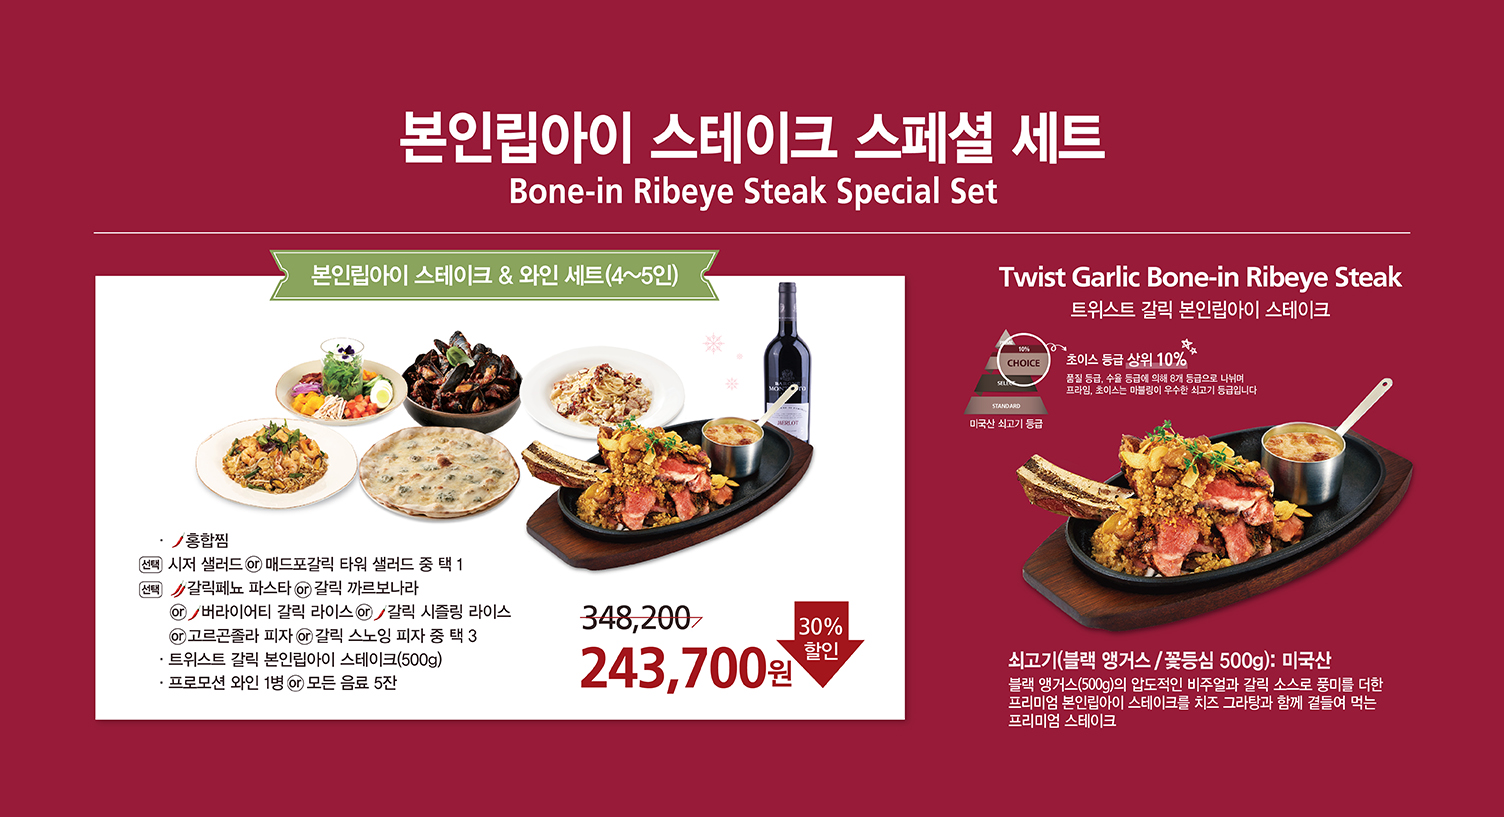 본인립아이 스테이크 스페셜 세트
Bone-in Ribeye Steak Special Set
본인립아이 스테이크 & 와인 세트(4~5인)
MERLOT
· 홍합찜
선택 시저 샐러드 or 매드포갈릭 타워 샐러드 중 택 1
선택 갈릭페뇨 파스타 or 갈릭 까르보나라
or 버라이어티 갈릭 라이스 or 갈릭 시즐링 라이스
or 고르곤졸라 피자 or 갈릭 스노잉 피자 중 택 3
· 트위스트 갈릭 본인립아이 스테이크(500g)
· 프로모션 와인 1병 or 모든 음료 5잔
348,200
243,700원
30%
할인
Twist Garlic Bone-in Ribeye Steak
트위스트 갈릭 본인립아이 스테이크
10%
CHOICE
SELECT
STANDARD
미국산 쇠고기 등급
초이스 등급 상위 10%
품질 등급, 수율 등급에 의해 8개 등급으로 나뉘며
프라임, 초이스는 마블링이 우수한 쇠고기 등급입니다
쇠고기(블랙 앵거스 / 꽃등심 500g): 미국산
블랙 앵거스(500g)의 압도적인 비주얼과 갈릭 소스로 풍미를 더한
프리미엄 본인립아이 스테이크를 치즈 그라탕과 함께 곁들여 먹는
프리미엄 스테이크